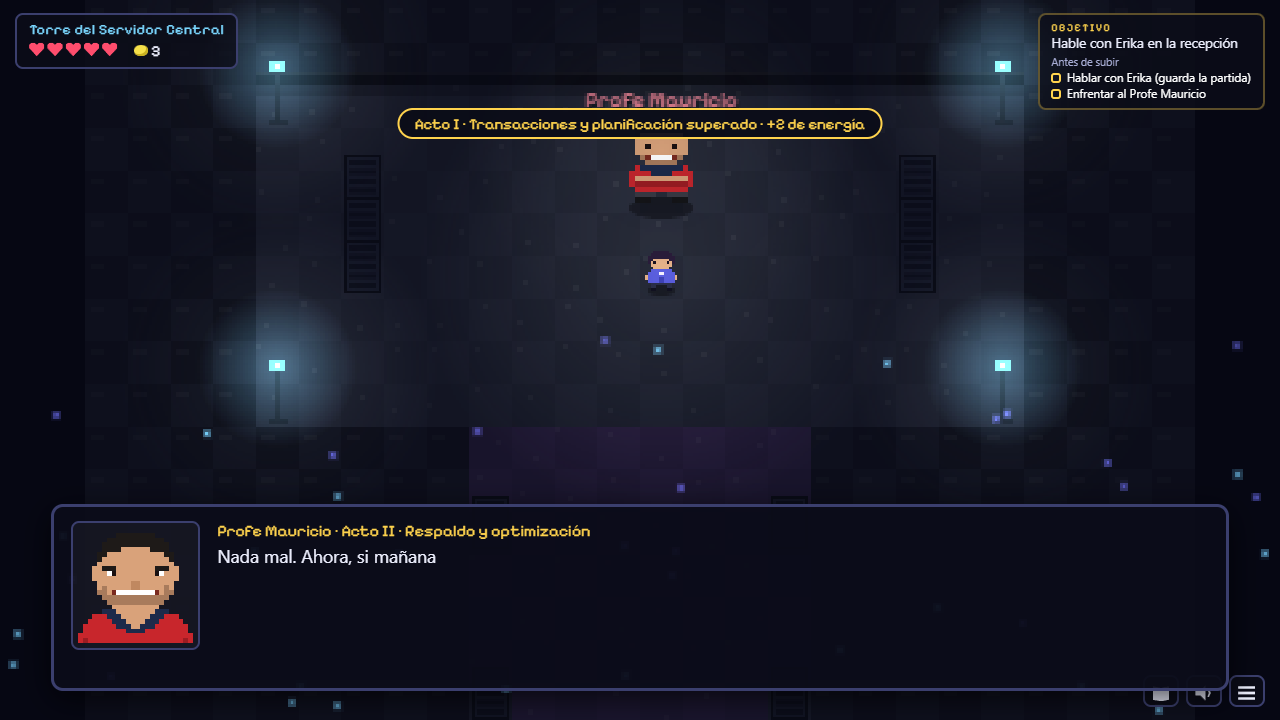 Torre del Servidor Central
3
OBJETIVO
Hable con Erika en la recepción
Antes de subir
Hablar con Erika (guarda la partida)
Enfrentar al Profe Mauricio
Profe Mauricio
Acto I · Transacciones y planificación superado · +2 de energía
Profe Mauricio · Acto II · Respaldo y optimización
Nada mal. Ahora, si mañana